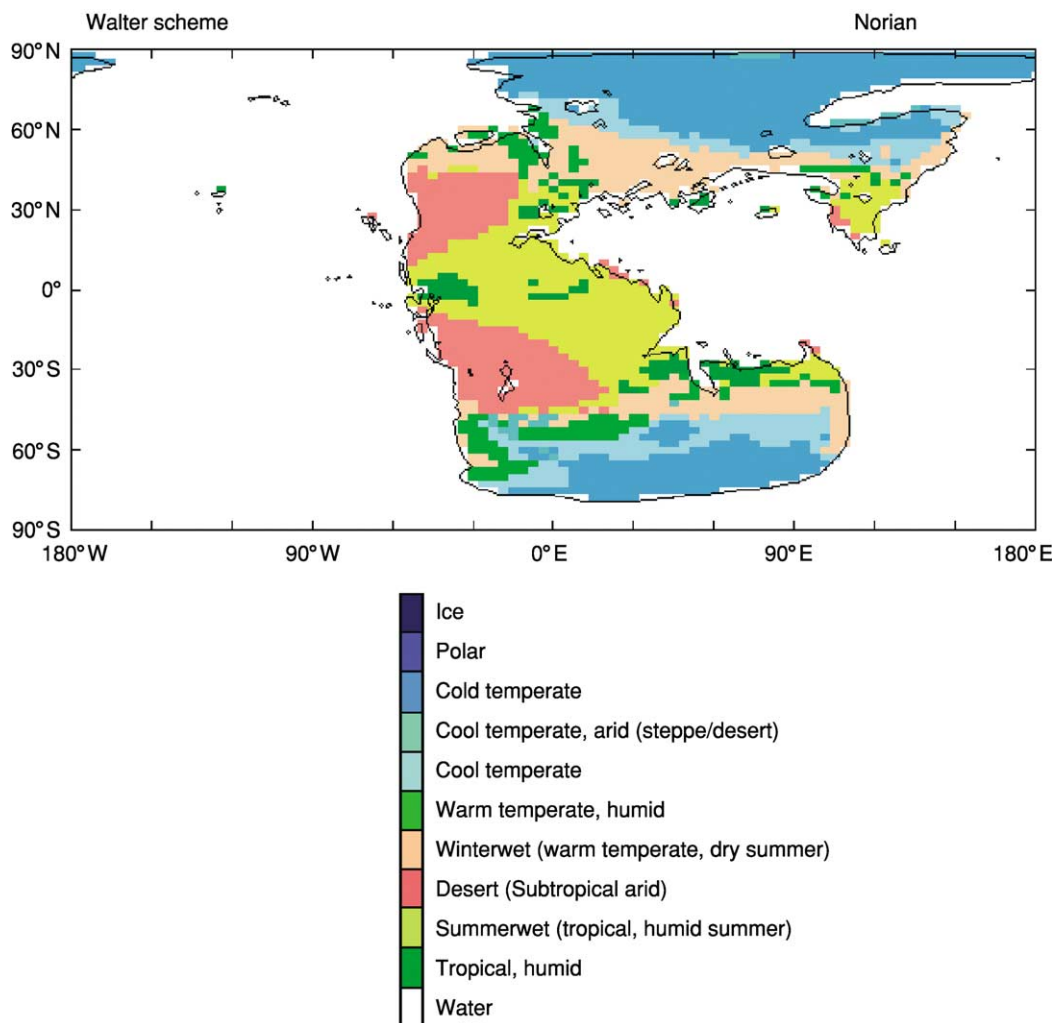 Walter scheme Norian
90°N
60°N
30°N
0°
30°S
60°S
90°S
180°W 90°W 0°E 90°E 180°E
Ice
Polar
Cold temperate
Cool temperate, arid (steppe/desert)
Cool temperate
Warm temperate, humid
Winterwet (warm temperate, dry summer)
Desert (Subtropical arid)
Summerwet (tropical, humid summer)
Tropical, humid
Water